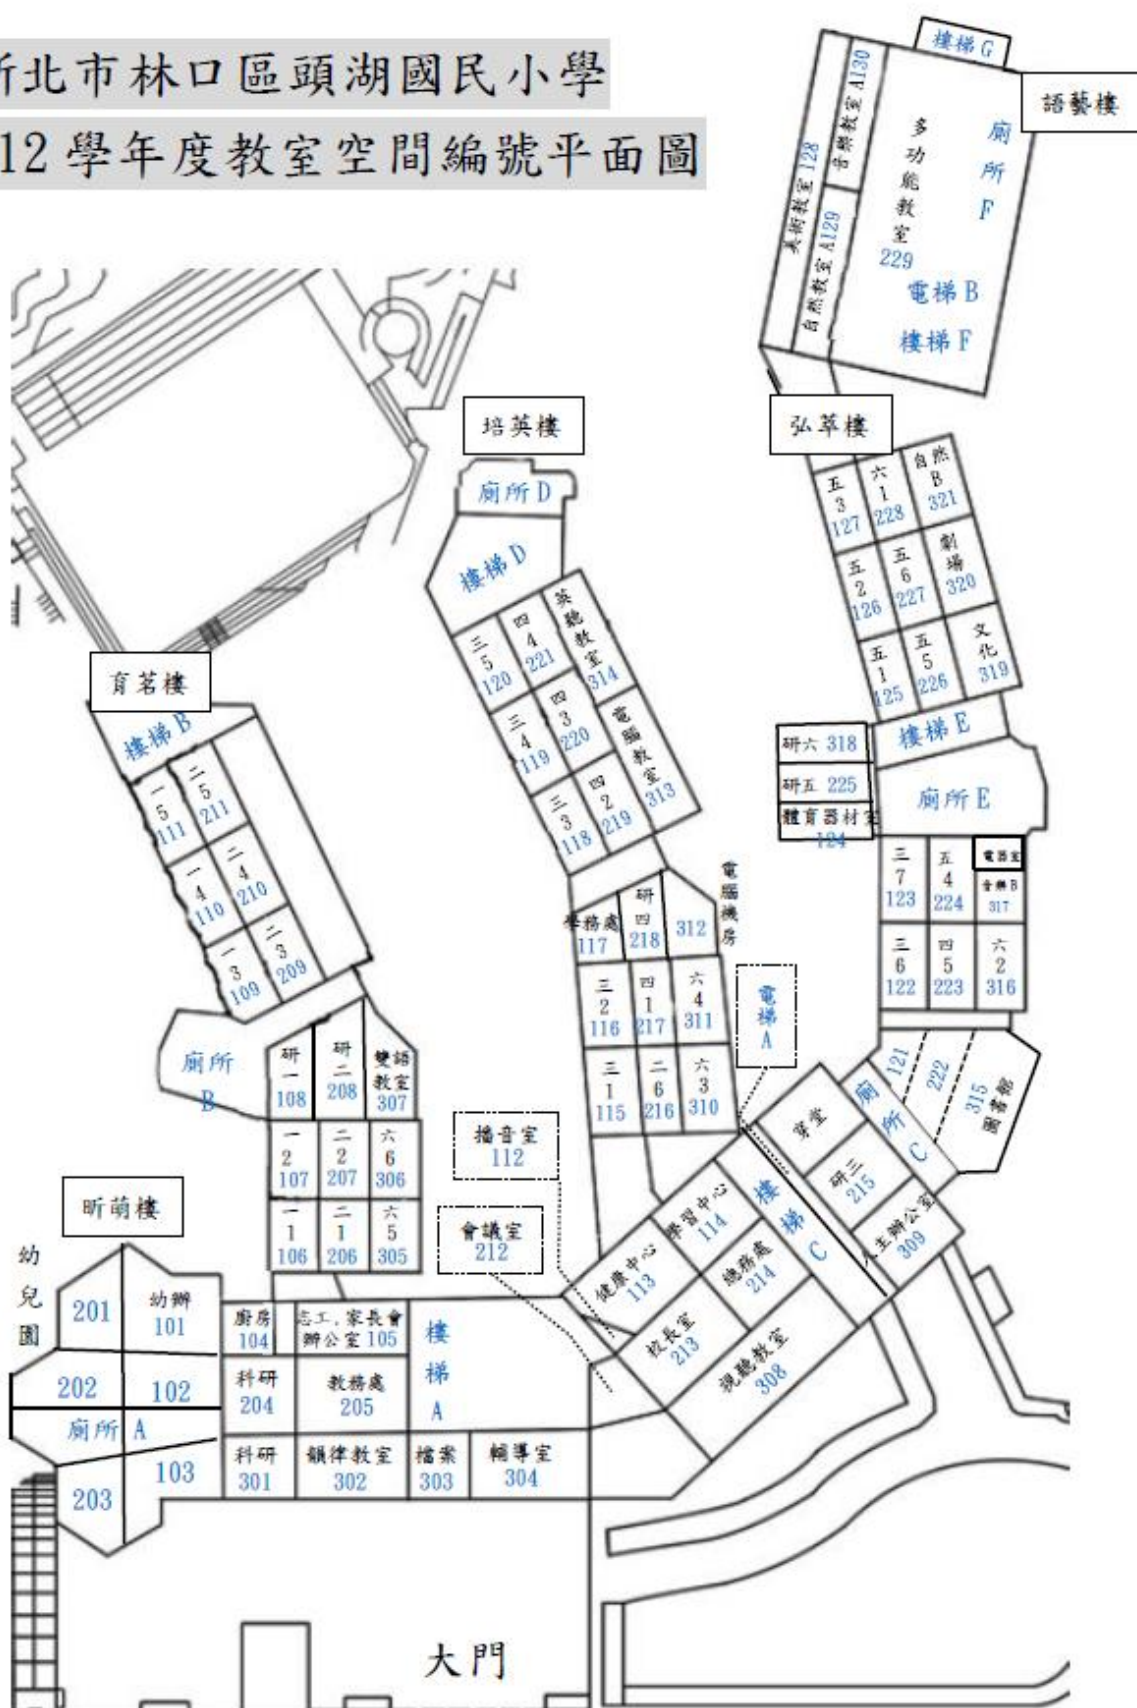 新北市林口區頭湖國民小學
112 學年度教室空間編號平面圖
樓梯 G
語藝樓
美術教室 128
音樂教室 A130
自然教室 A129
多功能教室
229
廁所 F
電梯 B
樓梯 F
弘萃樓
五3
127
六1
228
自然B
321
五2
126
五6
227
劇場
320
五1
125
五5
226
文化
319
樓梯 E
研六 318
研五 225
體育器材室
124
廁所 E
三7
123
五4
224
電器室
音樂B
317
三6
122
四5
223
六2
316
121
222
315
圖書館
培英樓
廁所 D
樓梯 D
三5
120
四4
221
英聽教室
314
三4
119
四3
220
電腦教室
313
三3
118
四2
219
學務處
117
研四
218
312
電腦機房
三2
116
四1
217
六4
311
三1
115
二6
216
六3
310
電梯 A
育茗樓
樓梯 B
一5
111
二5
211
一4
110
二4
210
一3
109
二3
209
廁所
B
研一
108
研二
208
雙語教室
307
一2
107
二2
207
六6
306
一1
106
二1
206
六5
305
播音室
112
會議室
212
穿堂
廁所 C
研三
215
主辦公室
309
樓梯 C
學習中心
114
總務處
214
健康中心
113
校長室
213
視聽教室
308
昕萌樓
幼兒園
201
幼辦
101
202
102
廁所 A
203
103
廚房
104
志工,家長會
辦公室 105
樓梯 A
科研
204
教務處
205
科研
301
韻律教室
302
檔案
303
輔導室
304
大門